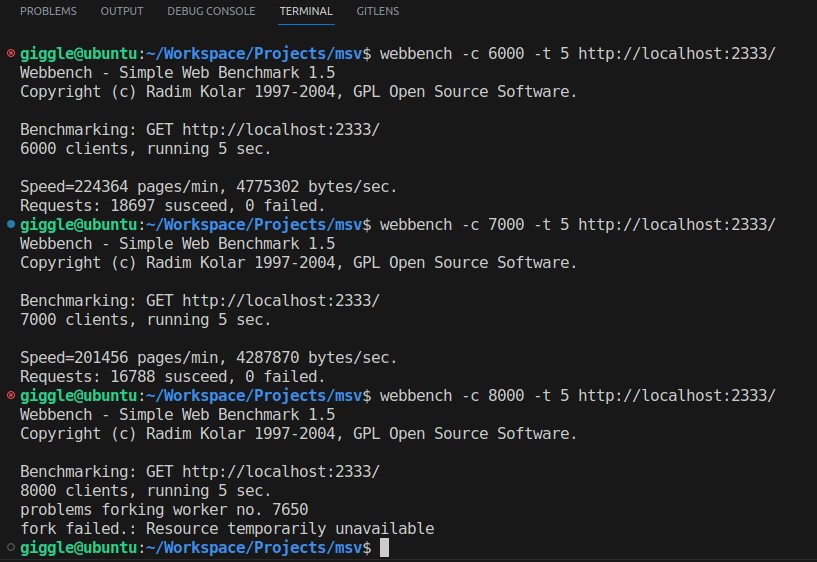 PROBLEMS OUTPUT DEBUG CONSOLE TERMINAL GITLENS
giggle@ubuntu:~/Workspace/Projects/msv$ webbench -c 6000 -t 5 http://localhost:2333/
Webbench - Simple Web Benchmark 1.5
Copyright (c) Radim Kolar 1997-2004, GPL Open Source Software.
Benchmarking: GET http://localhost:2333/
6000 clients, running 5 sec.
Speed=224364 pages/min, 4775302 bytes/sec.
Requests: 18697 susceed, 0 failed.
giggle@ubuntu:~/Workspace/Projects/msv$ webbench -c 7000 -t 5 http://localhost:2333/
Webbench - Simple Web Benchmark 1.5
Copyright (c) Radim Kolar 1997-2004, GPL Open Source Software.
Benchmarking: GET http://localhost:2333/
7000 clients, running 5 sec.
Speed=201456 pages/min, 4287870 bytes/sec.
Requests: 16788 susceed, 0 failed.
giggle@ubuntu:~/Workspace/Projects/msv$ webbench -c 8000 -t 5 http://localhost:2333/
Webbench - Simple Web Benchmark 1.5
Copyright (c) Radim Kolar 1997-2004, GPL Open Source Software.
Benchmarking: GET http://localhost:2333/
8000 clients, running 5 sec.
problems forking worker no. 7650
fork failed.: Resource temporarily unavailable
giggle@ubuntu:~/Workspace/Projects/msv$